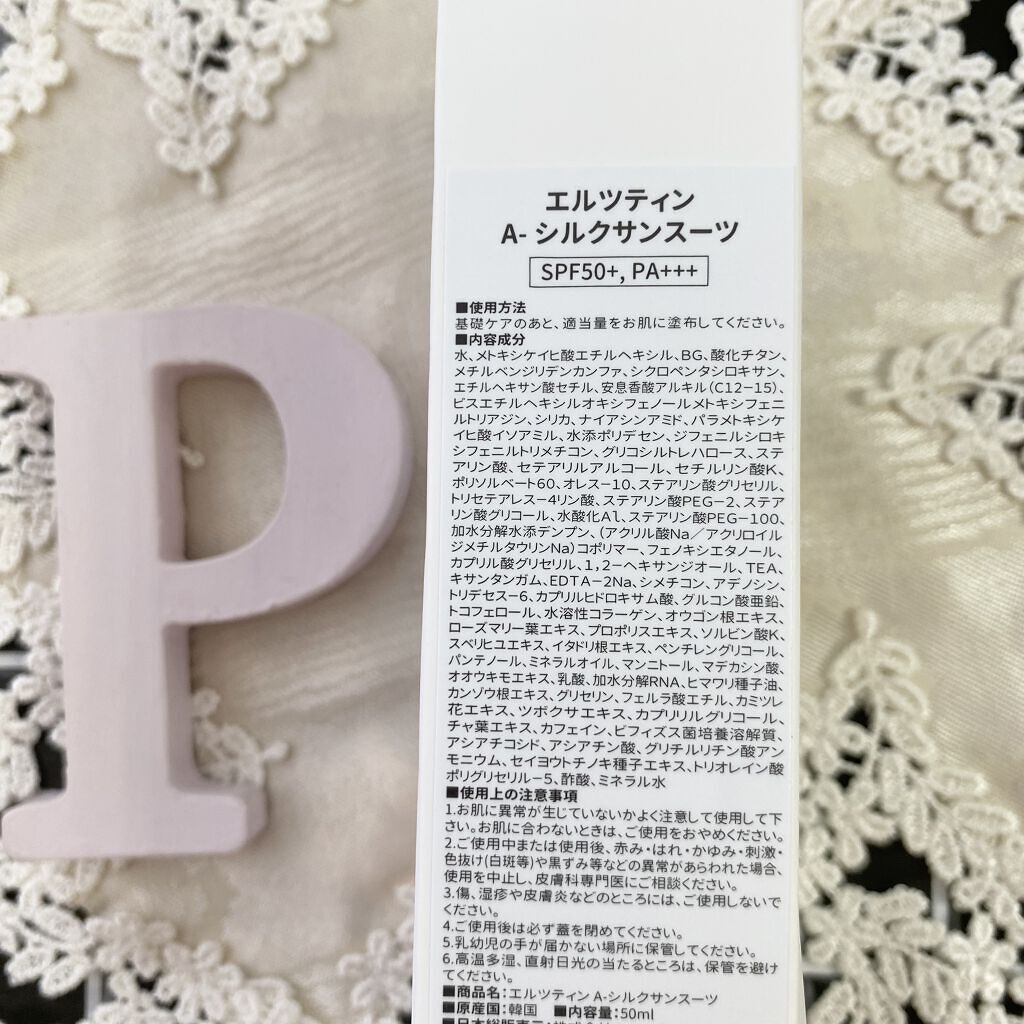 エルツティン
A- シルクサンスーツ
SPF50+, PA+++
■使用方法
基礎ケアのあと、適当量をお肌に塗布してください。
■内容成分
水、メトキシケイヒ酸エチルヘキシル、BG、酸化チタン、
メチルベンジリデンカンファ、シクロペンタシロキサン、
エチルヘキサン酸セチル、安息香酸アルキル(C12-15)、
ビスエチルヘキシルオキシフェノールメトキシフェニ
ルトリアジン、シリカ、ナイアシンアミド、パラメトキシケ
イヒ酸イソアミル、水添ポリデセン、ジフェニルシロキ
シフェニルトリメチコン、グリコシルトレハロース、ステ
アリン酸、セテアリルアルコール、セチルリン酸K、
ポリソルベート60、オレス-10、ステアリン酸グリセリル、
トリセテアレス-4リン酸、ステアリン酸PEG-2、ステア
リン酸グリコール、水酸化Al、ステアリン酸PEG-100、
加水分解水添デンプン、(アクリル酸Na/アクリロイル
ジメチルタウリンNa)コポリマー、フェノキシエタノール、
カプリル酸グリセリル、1,2-ヘキサンジオール、TEA、
キサンタンガム、EDTA-2Na、シメチコン、アデノシン、
トリデセス-6、カプリルヒドロキサム酸、グルコン酸亜鉛、
トコフェロール、水溶性コラーゲン、オウゴン根エキス、
ローズマリー葉エキス、プロポリスエキス、ソルビン酸K、
スベリヒユエキス、イタドリ根エキス、ペンチレングリコール、
パンテノール、ミネラルオイル、マンニトール、マデカシン酸、
オオウキモエキス、乳酸、加水分解RNA、ヒマワリ種子油、
カンゾウ根エキス、グリセリン、フェルラ酸エチル、カミツレ
花エキス、ツボクサエキス、カプリリルグリコール、
チャ葉エキス、カフェイン、ビフィズス菌培養溶解質、
アシアチコシド、アシアチン酸、グリチルリチン酸アン
モニウム、セイヨウトチノキ種子エキス、トリオレイン酸
ポリグリセリル-5、酢酸、ミネラル水
■使用上の注意事項
1.お肌に異常が生じていないかよく注意して使用して下
さい。お肌に合わないときは、ご使用をおやめください。
2.ご使用中または使用後、赤み・はれ・かゆみ・刺激・
色抜け(白斑等)や黒ずみ等などの異常があらわれた場合、
使用を中止し、皮膚科専門医にご相談ください。
3.傷、湿疹や皮膚炎などのところには、ご使用しないで
ください。
4.ご使用後は必ず蓋を閉めてください。
5.乳幼児の手が届かない場所に保管してください。
6.高温多湿、直射日光の当たるところは、保管を避け
てください。
■商品名：エルツティン A-シルクサンスーツ
■原産国：韓国 ■内容量：50ml
P